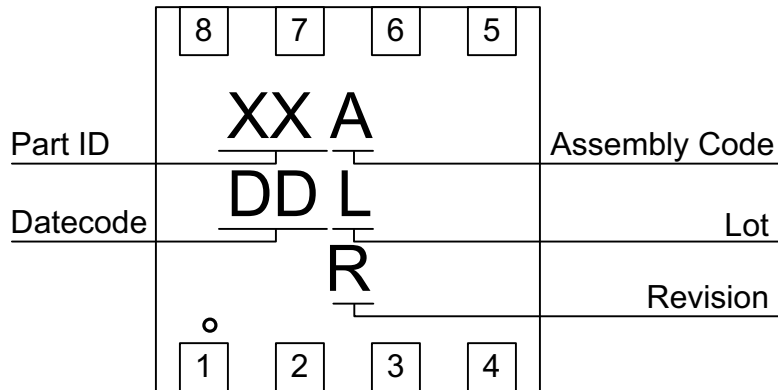 8 7 6 5
XX A
Part ID Assembly Code
DD L
Datecode Lot
R
Revision
1 2 3 4